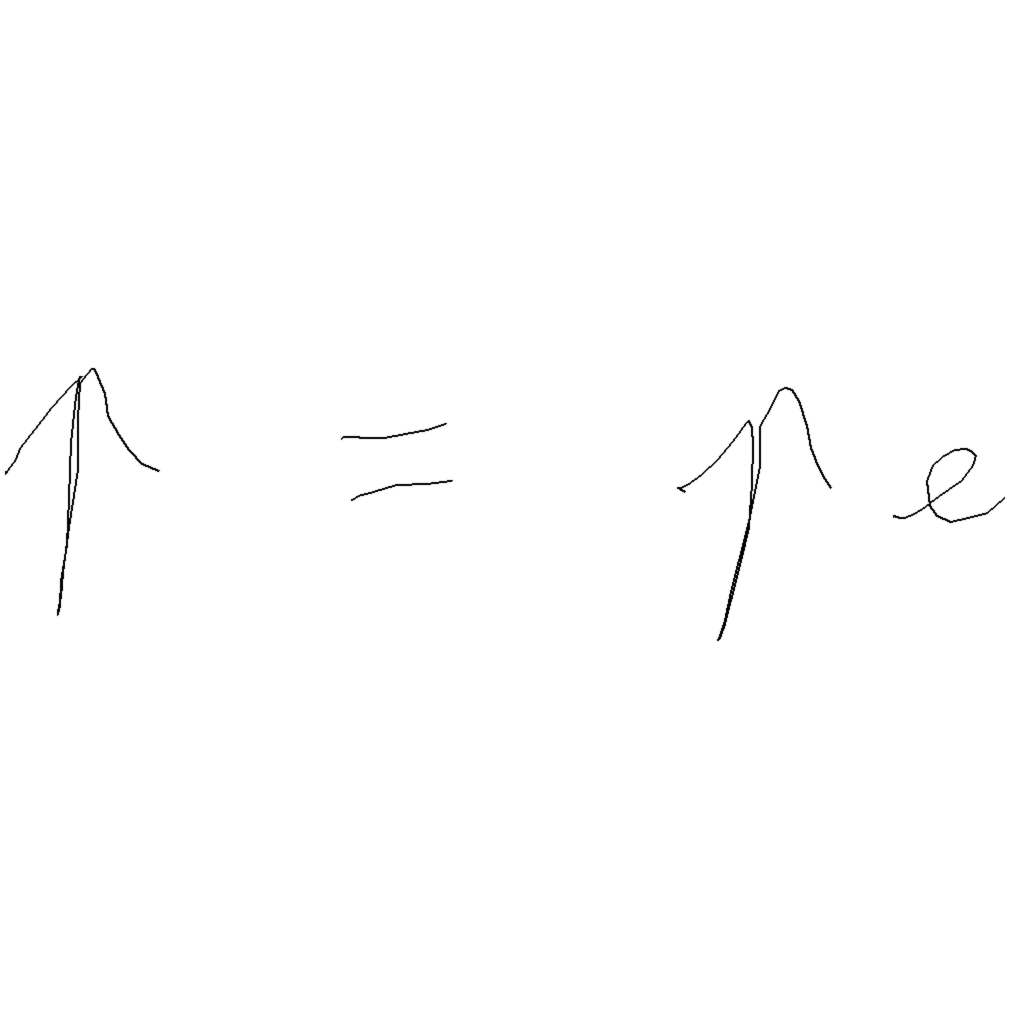 ↑ = ↑ e